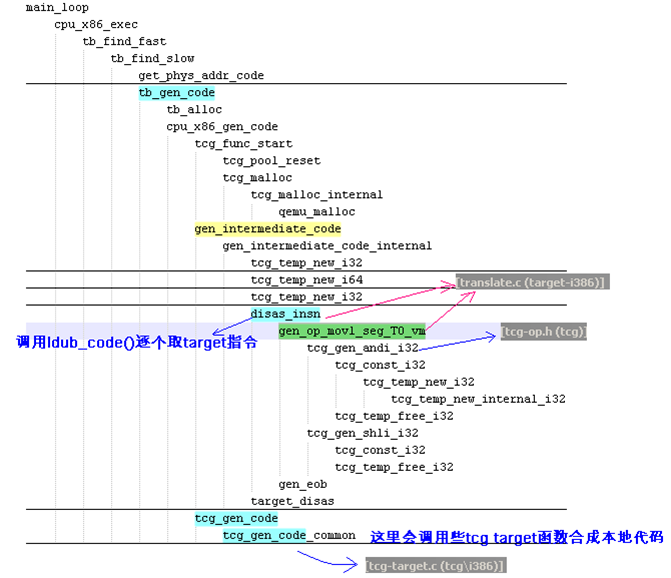 main_loop
cpu_x86_exec
tb_find_fast
tb_find_slow
get_phys_addr_code
tb_gen_code
tb_alloc
cpu_x86_gen_code
tcg_func_start
tcg_pool_reset
tcg_malloc
tcg_malloc_internal
qemu_malloc
gen_intermediate_code
gen_intermediate_code_internal
tcg_temp_new_i32
tcg_temp_new_i64
[translate.c (target-i386)]
tcg_temp_new_i32
disas_insn
gen_op_movl_seg_T0_vm
[tcg-op.h (tcg)]
调用ldub_code()逐个取target指令
tcg_gen_andi_i32
tcg_const_i32
tcg_temp_new_i32
tcg_temp_new_internal_i32
tcg_temp_free_i32
tcg_gen_shli_i32
tcg_const_i32
tcg_temp_free_i32
gen_eob
target_disas
tcg_gen_code
tcg_gen_code_common
这里会调用些tcg target函数合成本地代码
[tcg-target.c (tcg\i386)]